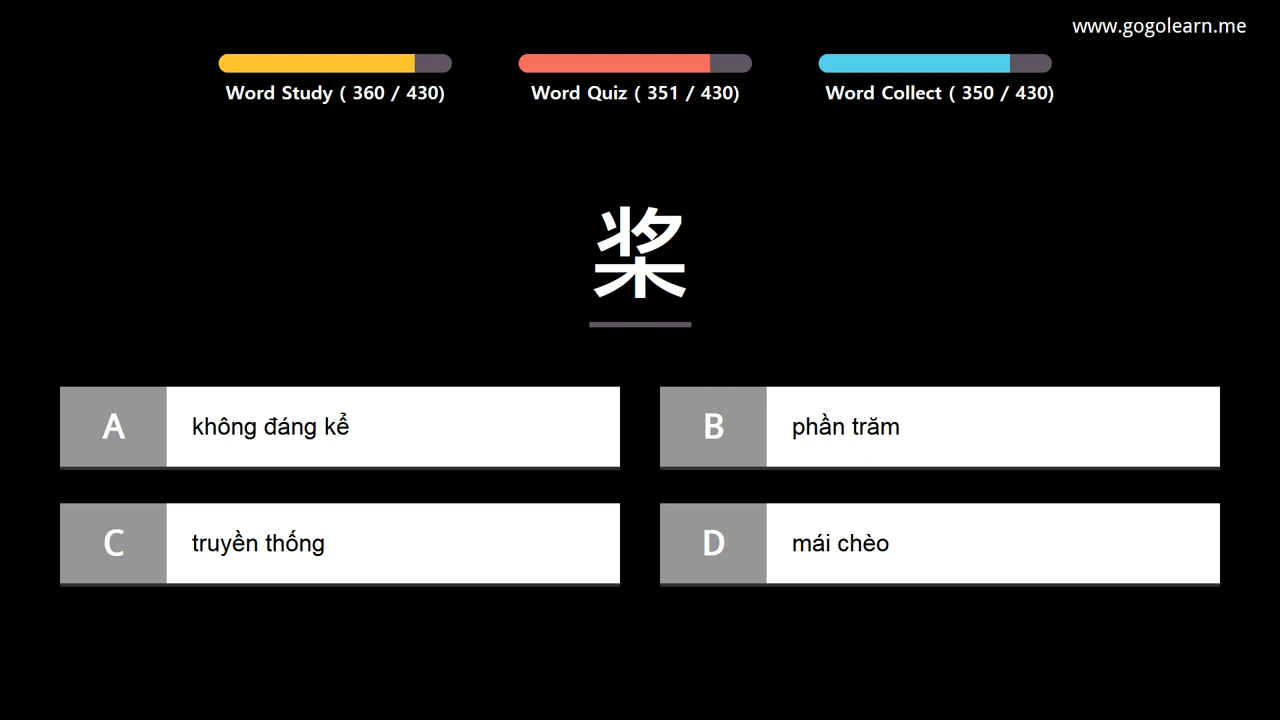 www.gogolearn.me
Word Study ( 360 / 430)
Word Quiz ( 351 / 430)
Word Collect ( 350 / 430)
桨
A không đáng kể
B phần trăm
C truyền thống
D mái chèo